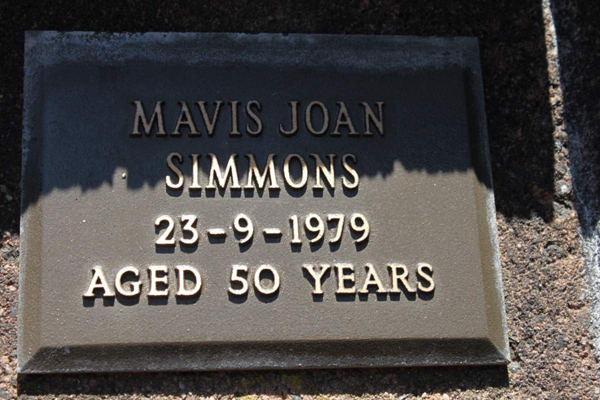 MAVIS JOAN
SIMMONS
23-9-1979
AGED 50 YEARS